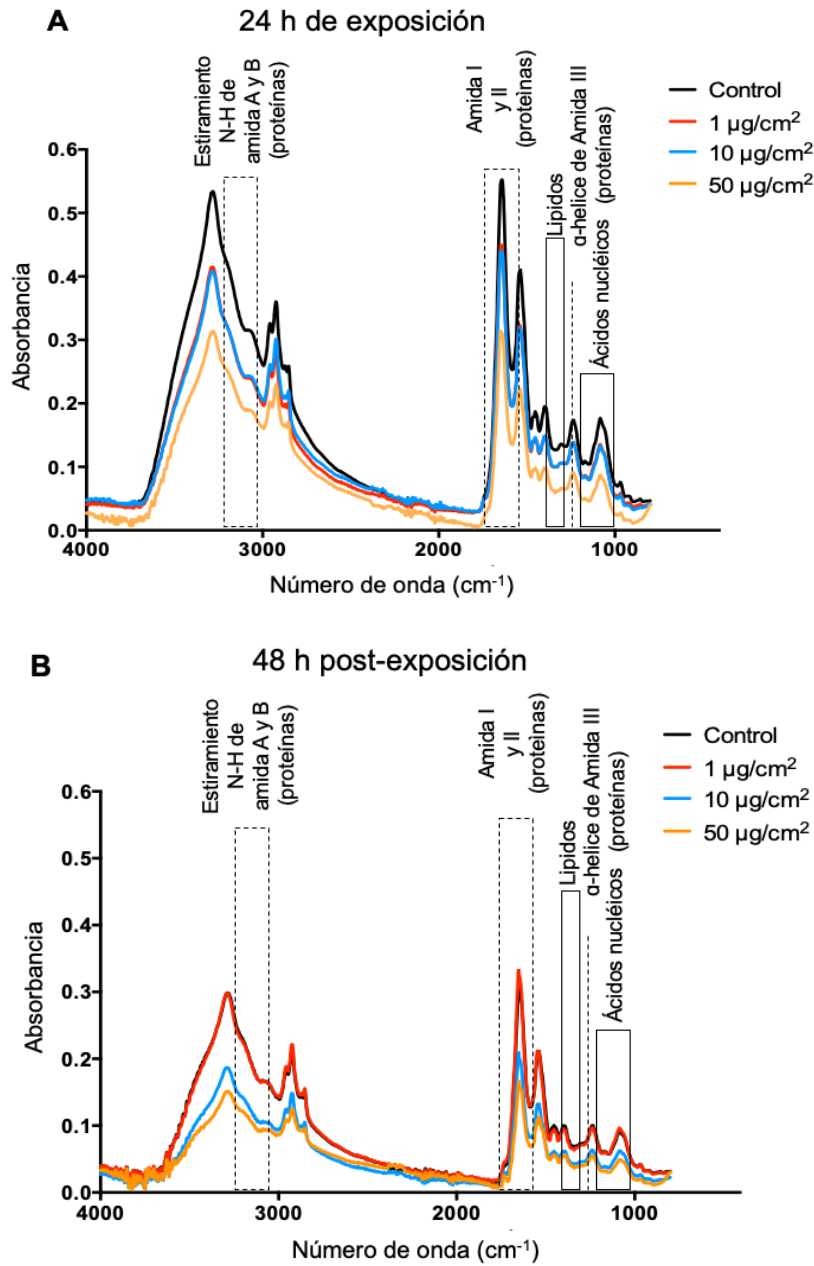 A
24 h de exposición
Estiramiento
N-H de
amida A y B
(proteínas)
Amida I
y II
(proteinas)
Lipidos
α-helice de Amida III
(proteínas)
Ácidos nucléicos
Control
1 µg/cm²
10 µg/cm²
50 µg/cm²
Absorbancia
0.6
0.5
0.4
0.3
0.2
0.1
0.0
4000 3000 2000 1000
Número de onda (cm⁻¹)
B
48 h post-exposición
Estiramiento
N-H de
amida A y B
(proteínas)
Amida I
y II
(proteinas)
Lipidos
α-helice de Amida III
(proteínas)
Ácidos nucléicos
Control
1 µg/cm²
10 µg/cm²
50 µg/cm²
Absorbancia
0.6
0.5
0.4
0.3
0.2
0.1
0.0
4000 3000 2000 1000
Número de onda (cm⁻¹)